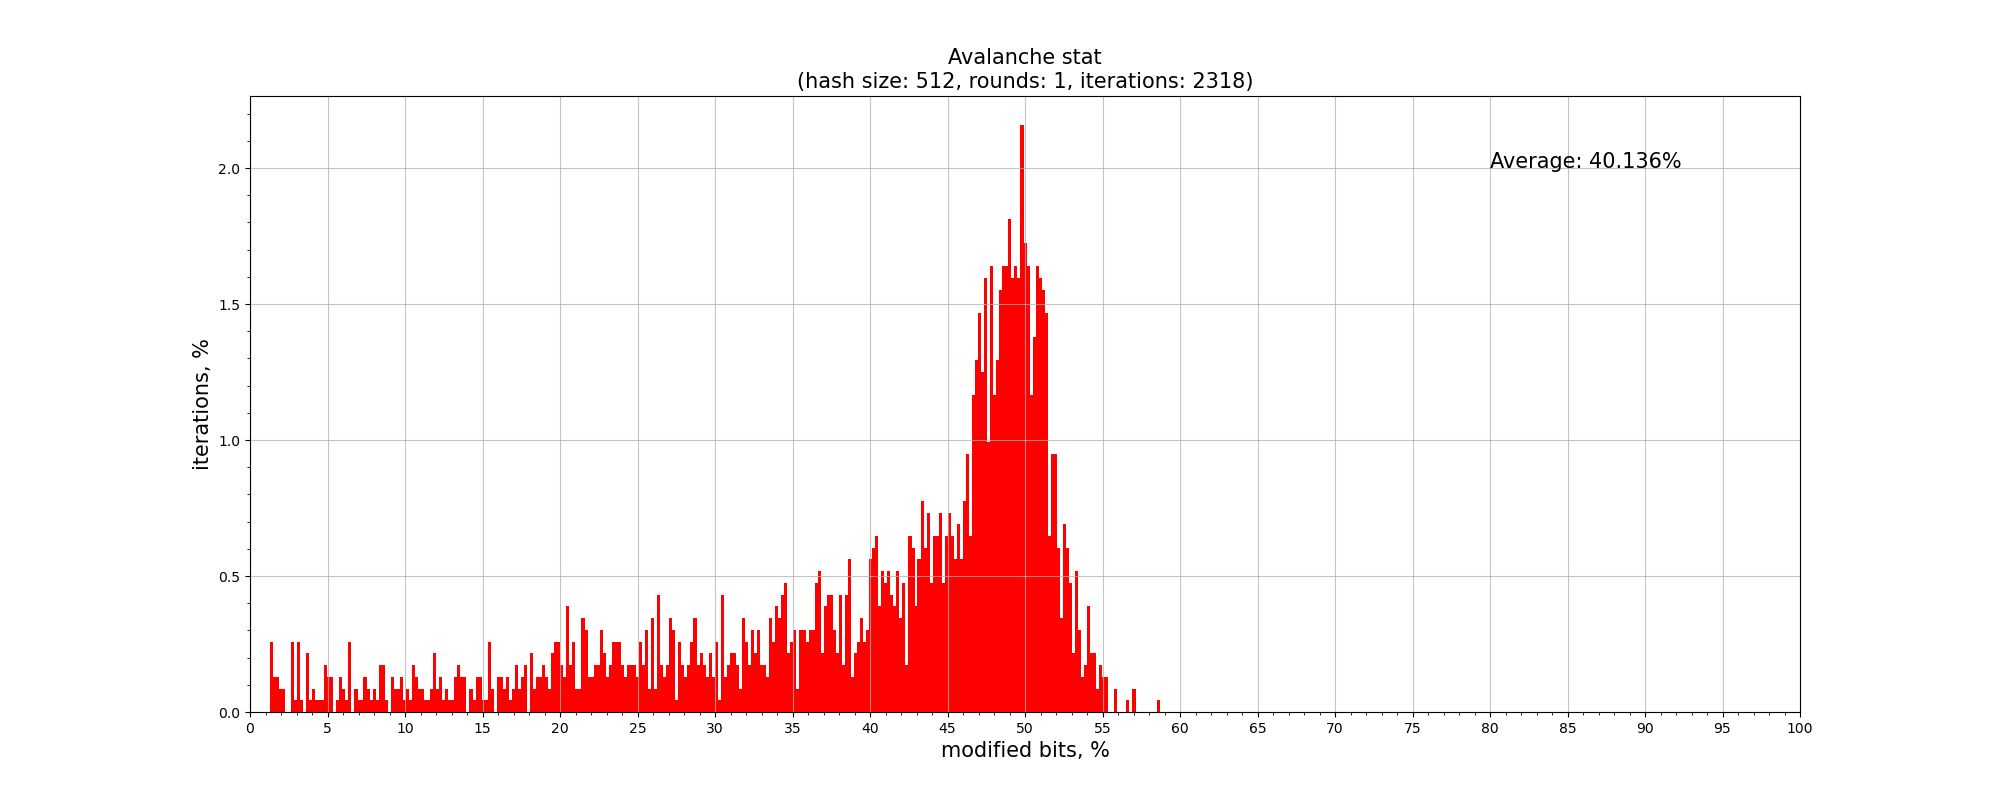 Avalanche stat
(hash size: 512, rounds: 1, iterations: 2318)
Average: 40.136%
iterations, %
2.0
1.5
1.0
0.5
0.0
0 5 10 15 20 25 30 35 40 45 50 55 60 65 70 75 80 85 90 95 100
modified bits, %